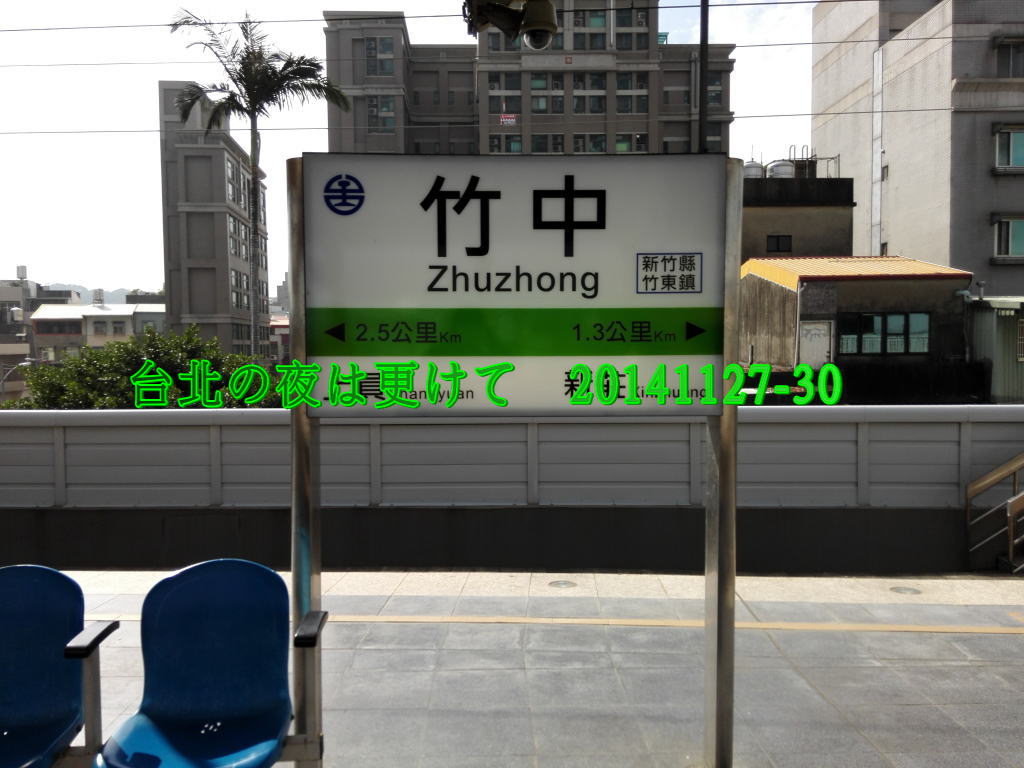 竹中
Zhuzhong
新竹縣
竹東鎮
2.5公里Km
1.3公里Km
台北の夜は更けて 20141127-30